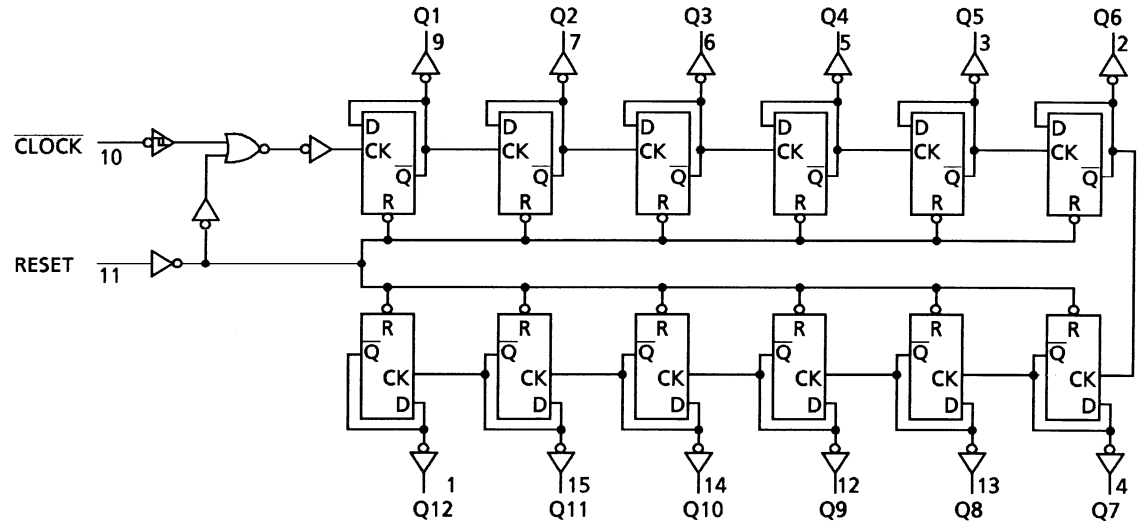 Q1 Q2 Q3 Q4 Q5 Q6
9 7 6 5 3 2
D D D D D D
C̅L̅O̅C̅K̅ 10 CK CK CK CK CK CK
Q̅ Q̅ Q̅ Q̅ Q̅ Q̅
R R R R R R
RESET 11
R R R R R R
Q̅ Q̅ Q̅ Q̅ Q̅ Q̅
CK CK CK CK CK CK
D D D D D D
1 15 14 12 13 4
Q12 Q11 Q10 Q9 Q8 Q7